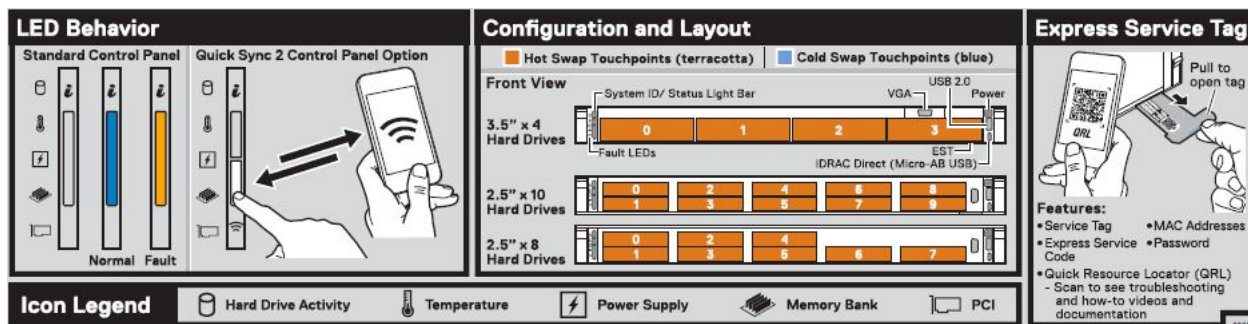 LED Behavior
Standard Control Panel
Quick Sync 2 Control Panel Option
i
i
i
i
Normal
Fault
Configuration and Layout
Hot Swap Touchpoints (terracotta)
Cold Swap Touchpoints (blue)
Front View
System ID/ Status Light Bar
VGA
USB 2.0
Power
3.5" x 4
Hard Drives
0
1
2
3
Fault LEDs
EST
iDRAC Direct (Micro-AB USB)
2.5" x 10
Hard Drives
0 2 4 6 8
1 3 5 7 9
2.5" x 8
Hard Drives
0 2 4
1 3 5 6 7
Express Service Tag
Pull to
open tag
QRL
Features:
• Service Tag
• Express Service
Code
• MAC Addresses
• Password
• Quick Resource Locator (QRL)
- Scan to see troubleshooting
and how-to videos and
documentation
Icon Legend
Hard Drive Activity
Temperature
Power Supply
Memory Bank
PCI